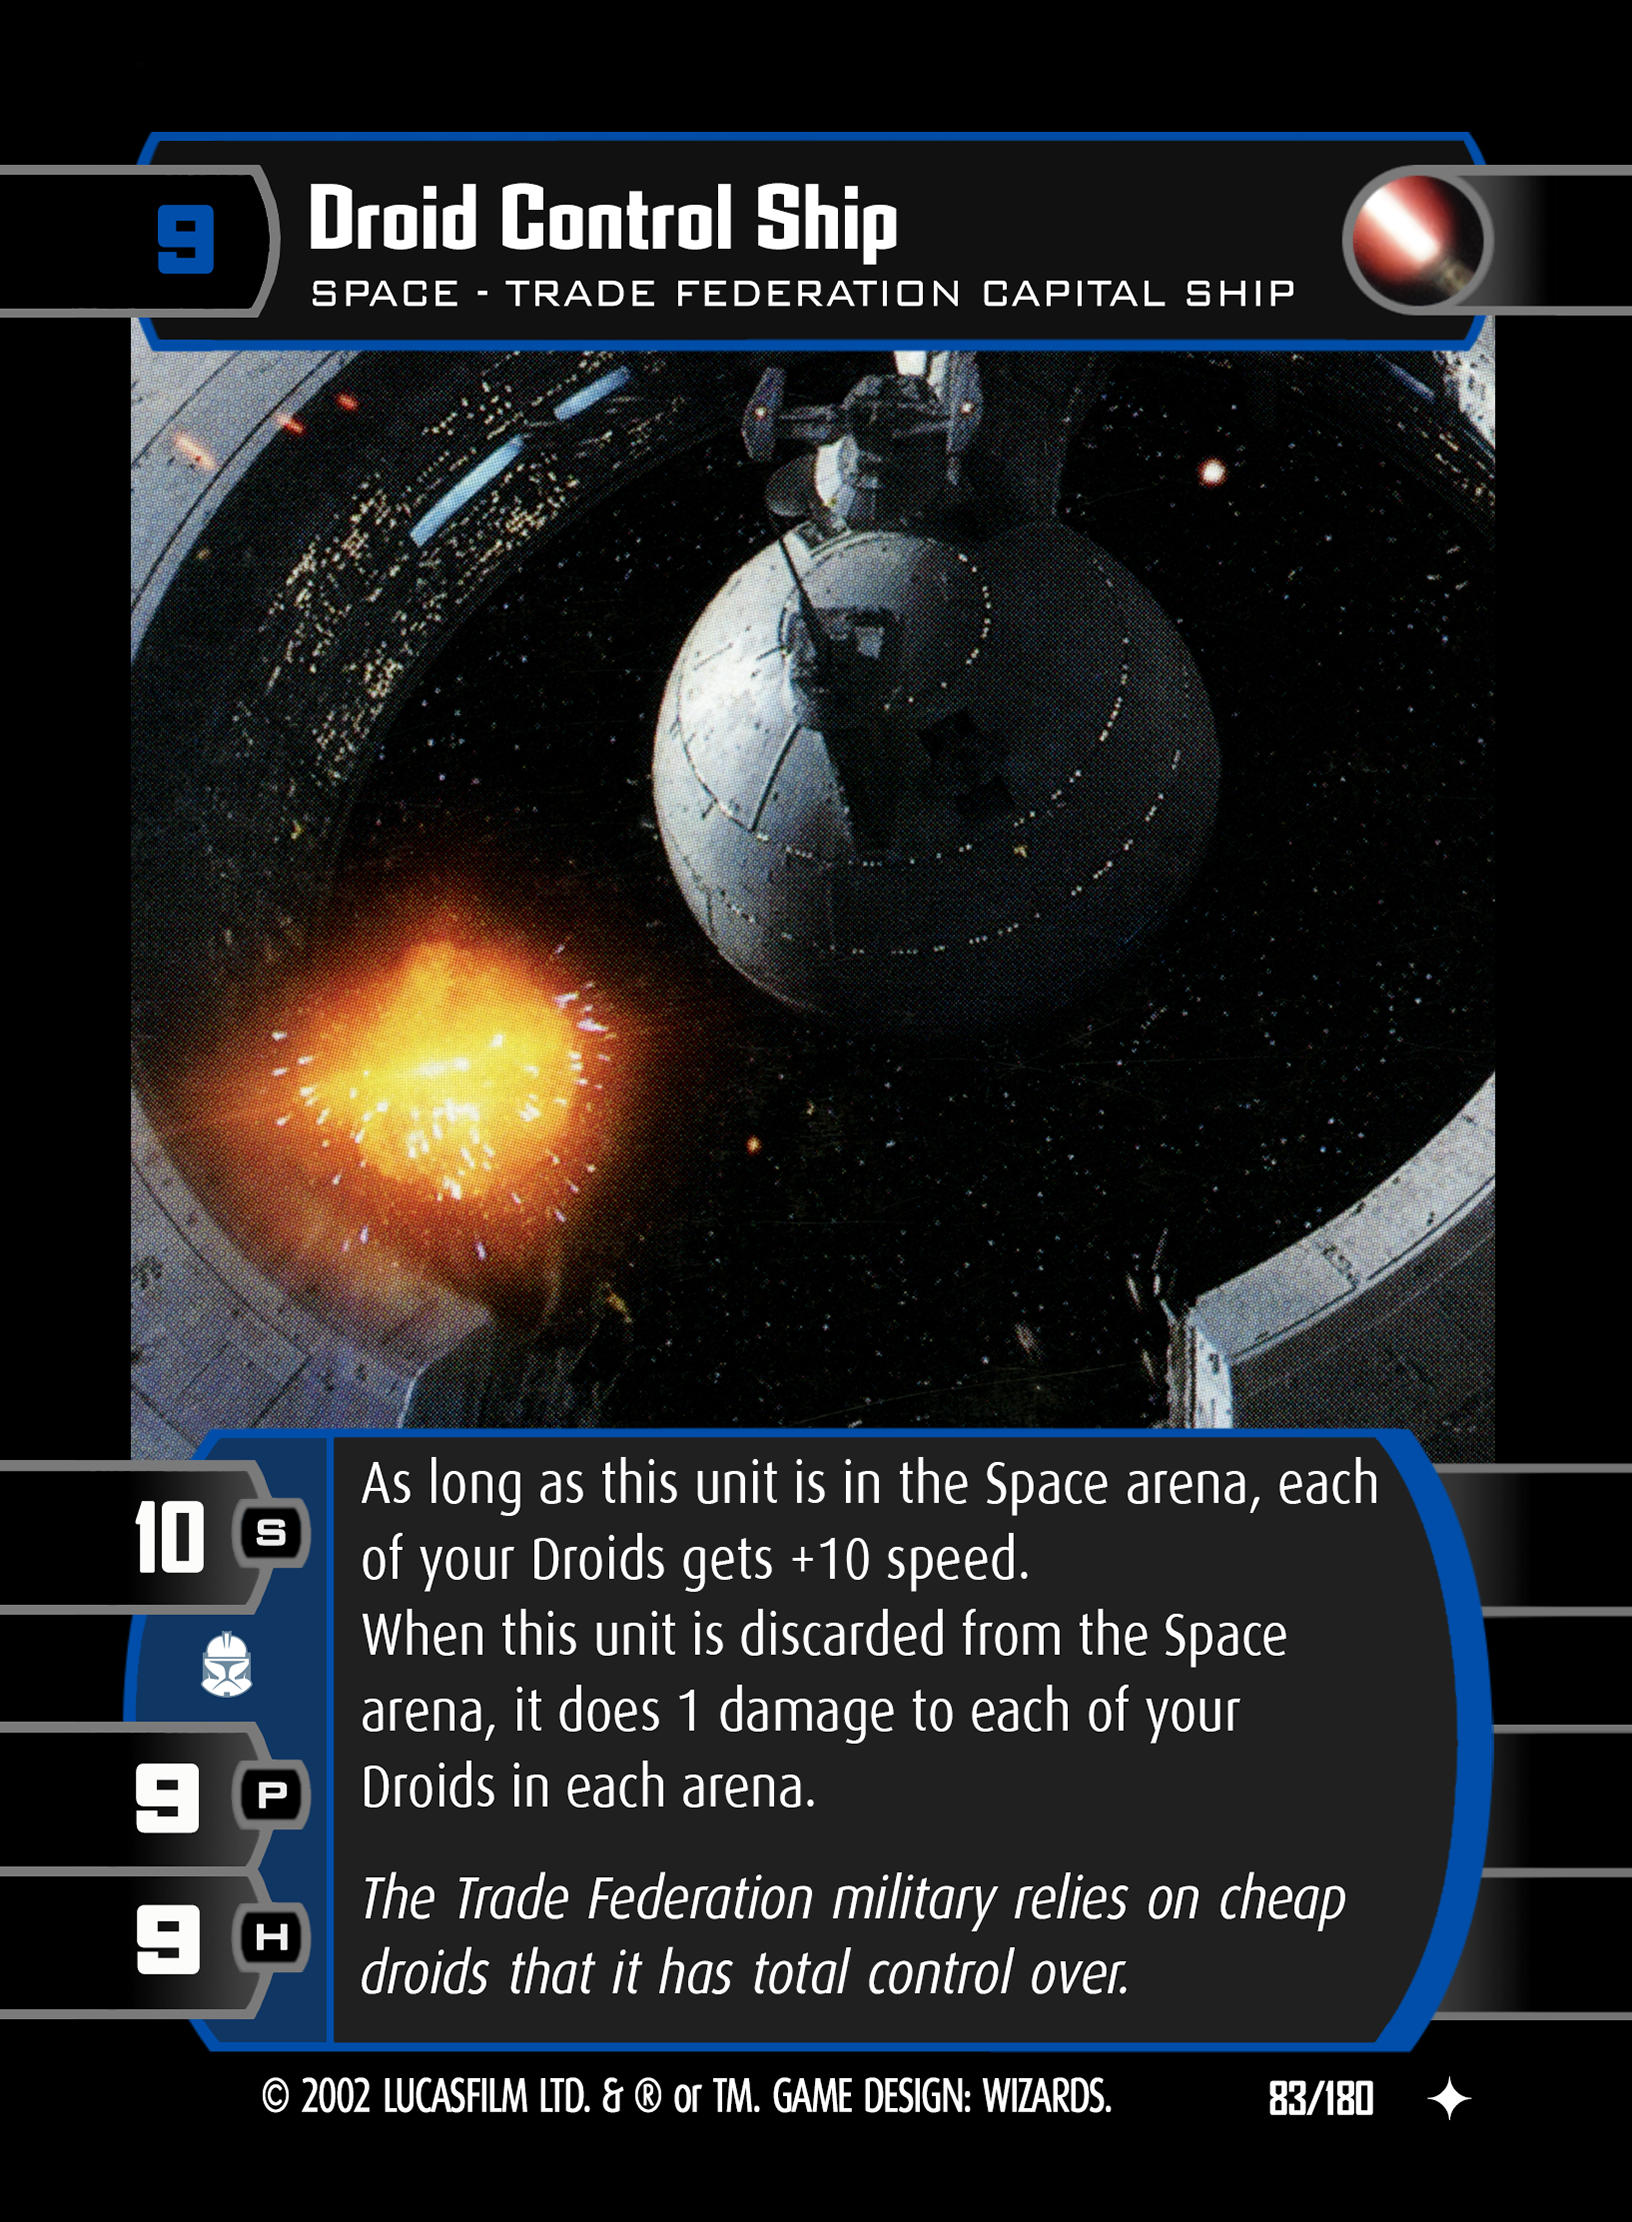 9
Droid Control Ship
SPACE - TRADE FEDERATION CAPITAL SHIP
10 S
9 P
9 H
As long as this unit is in the Space arena, each
of your Droids gets +10 speed.
When this unit is discarded from the Space
arena, it does 1 damage to each of your
Droids in each arena.
The Trade Federation military relies on cheap
droids that it has total control over.
© 2002 LUCASFILM LTD. & ® or TM. GAME DESIGN: WIZARDS.
83/180